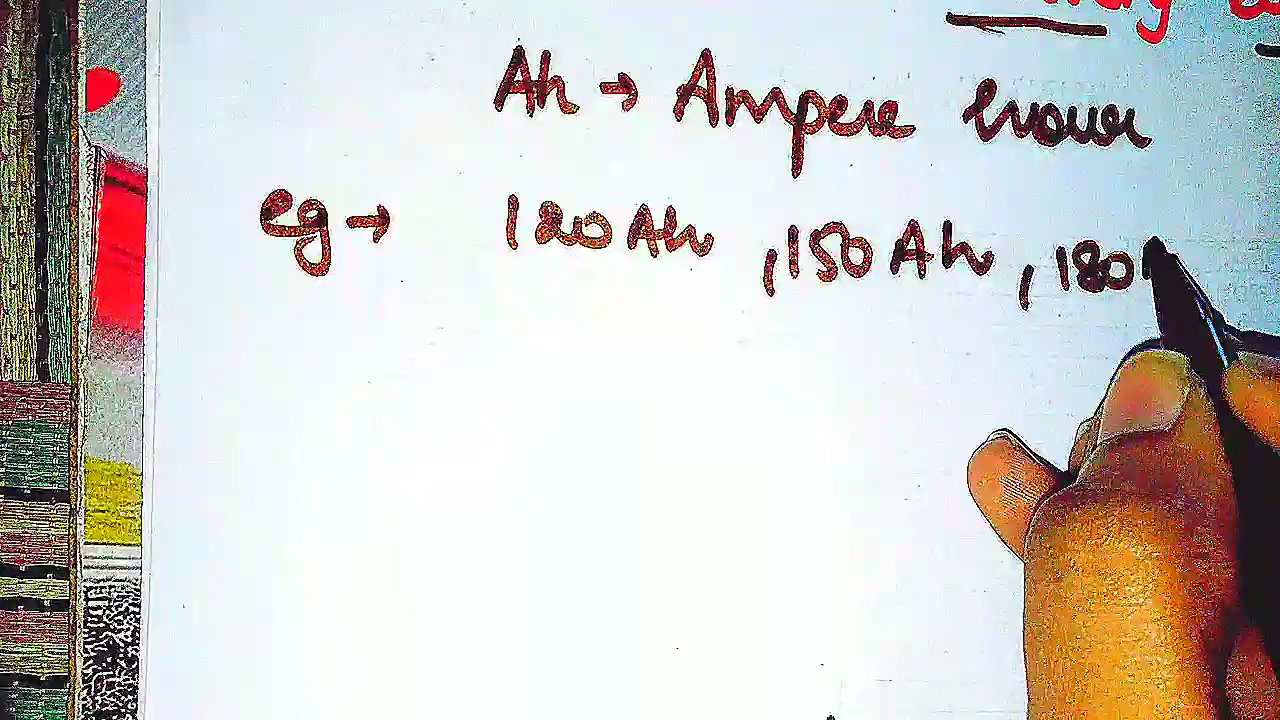 Ah → Ampere hour
eg → 120 Ah , 150 Ah , 180